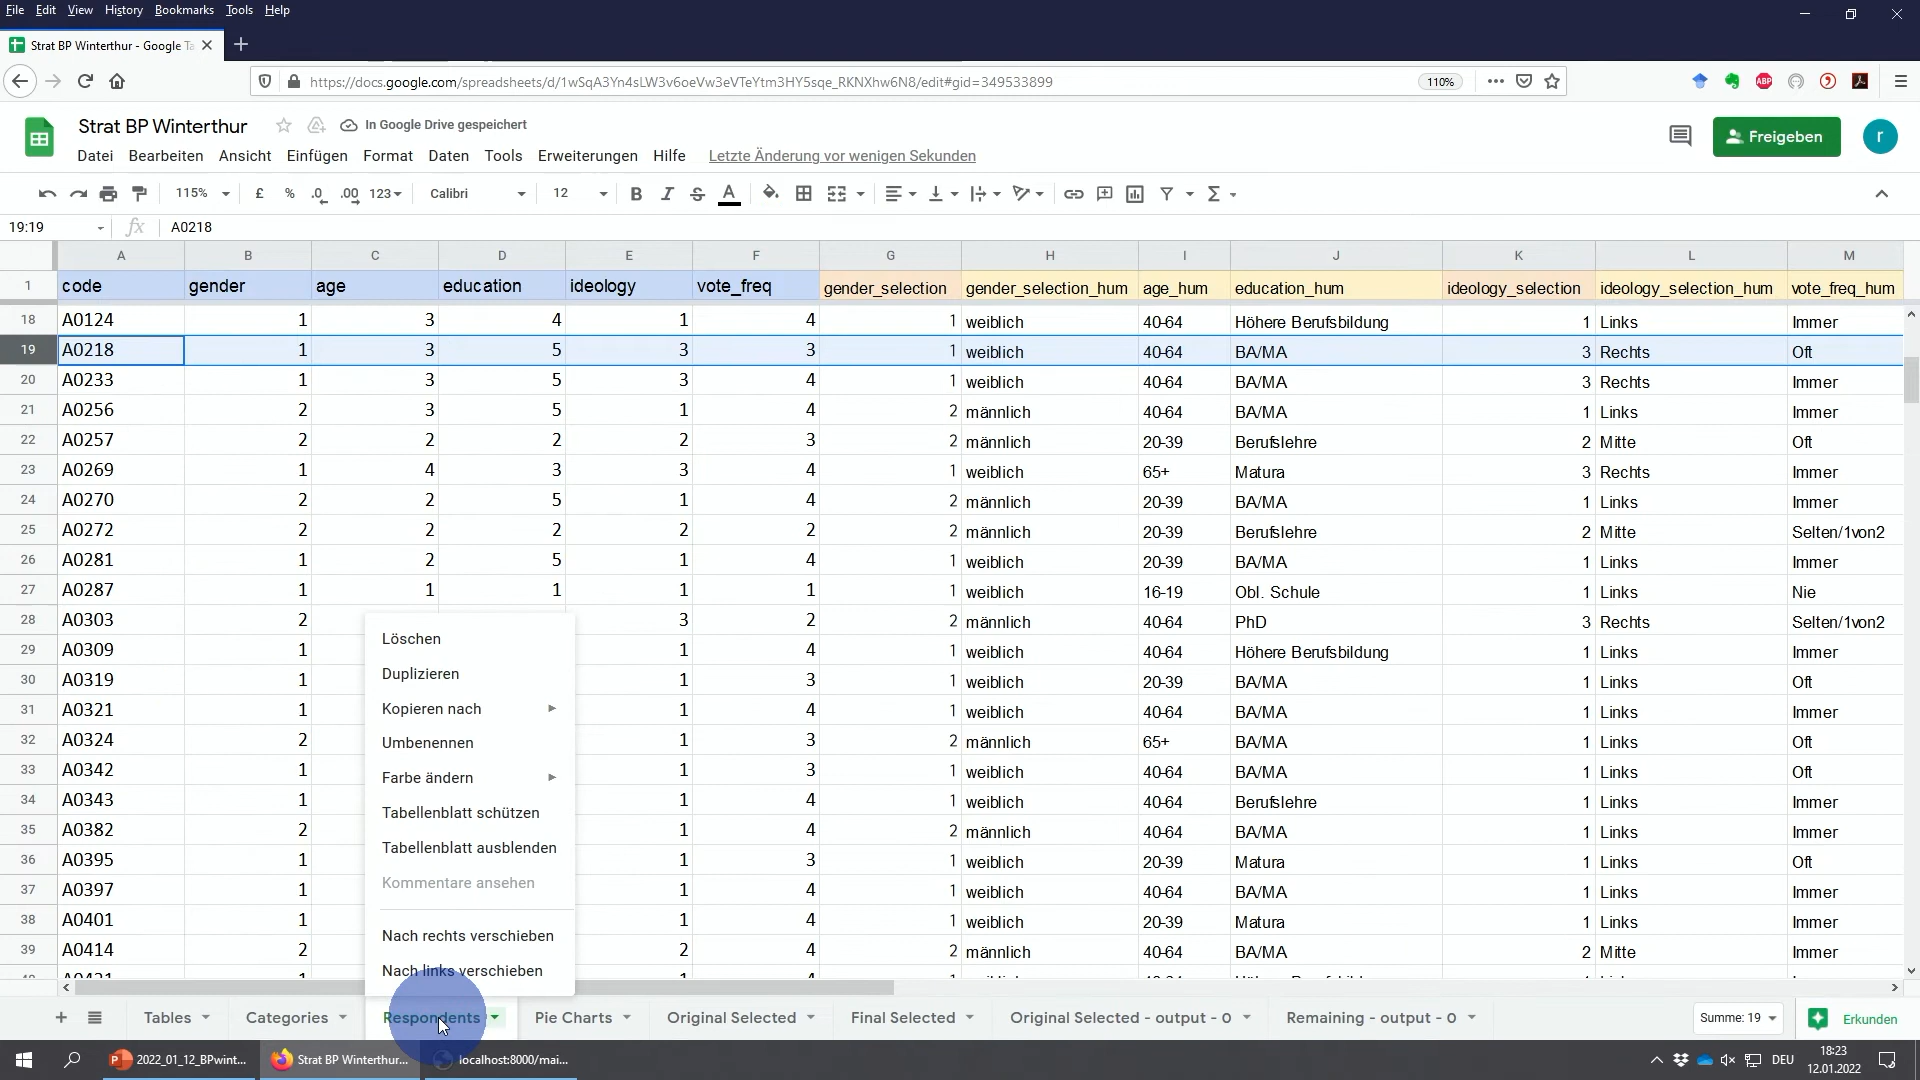 File Edit View History Bookmarks Tools Help
Strat BP Winterthur - Google Ta
https://docs.google.com/spreadsheets/d/1wSqA3Yn4sLW3v6oeVw3eVTeYtm3HY5sqe_RKNXhw6N8/edit#gid=349533899 110% ABP
Strat BP Winterthur In Google Drive gespeichert
Freigeben r
Datei Bearbeiten Ansicht Einfügen Format Daten Tools Erweiterungen Hilfe Letzte Änderung vor wenigen Sekunden
115% £ % .0 .00 123 Calibri 12 B I S A Σ
19:19 fx A0218
A B C D E F G H I J K L M
1 code gender age education ideology vote_freq gender_selection gender_selection_hum age_hum education_hum ideology_selection ideology_selection_hum vote_freq_hum
18 A0124 1 3 4 1 4 1 weiblich 40-64 Höhere Berufsbildung 1 Links Immer
19 A0218 1 3 5 3 3 1 weiblich 40-64 BA/MA 3 Rechts Oft
20 A0233 1 3 5 3 4 1 weiblich 40-64 BA/MA 3 Rechts Immer
21 A0256 2 3 5 1 4 2 männlich 40-64 BA/MA 1 Links Immer
22 A0257 2 2 2 2 3 2 männlich 20-39 Berufslehre 2 Mitte Oft
23 A0269 1 4 3 3 4 1 weiblich 65+ Matura 3 Rechts Immer
24 A0270 2 2 5 1 4 2 männlich 20-39 BA/MA 1 Links Immer
25 A0272 2 2 2 2 2 2 männlich 20-39 Berufslehre 2 Mitte Selten/1von2
26 A0281 1 2 5 1 4 1 weiblich 20-39 BA/MA 1 Links Immer
27 A0287 1 1 1 1 1 1 weiblich 16-19 Obl. Schule 1 Links Nie
28 A0303 2 3 2 2 männlich 40-64 PhD 3 Rechts Selten/1von2
29 A0309 1 1 4 1 weiblich 40-64 Höhere Berufsbildung 1 Links Immer
30 A0319 1 1 3 1 weiblich 20-39 BA/MA 1 Links Oft
31 A0321 1 1 4 1 weiblich 40-64 BA/MA 1 Links Immer
32 A0324 2 1 3 2 männlich 65+ BA/MA 1 Links Oft
33 A0342 1 1 3 1 weiblich 40-64 BA/MA 1 Links Oft
34 A0343 1 1 4 1 weiblich 40-64 Berufslehre 1 Links Immer
35 A0382 2 1 4 2 männlich 40-64 BA/MA 1 Links Immer
36 A0395 1 1 3 1 weiblich 20-39 Matura 1 Links Oft
37 A0397 1 1 4 1 weiblich 40-64 BA/MA 1 Links Immer
38 A0401 1 1 4 1 weiblich 20-39 Matura 1 Links Immer
39 A0414 2 2 4 2 männlich 40-64 BA/MA 2 Mitte Immer
Löschen
Duplizieren
Kopieren nach
Umbenennen
Farbe ändern
Tabellenblatt schützen
Tabellenblatt ausblenden
Kommentare ansehen
Nach rechts verschieben
Nach links verschieben
Tables Categories Respondents Pie Charts Original Selected Final Selected Original Selected - output - 0 Remaining - output - 0 Summe: 19 Erkunden
2022_01_12_BPwint... Strat BP Winterthur... localhost:8000/mai... DEU 18:23
12.01.2022